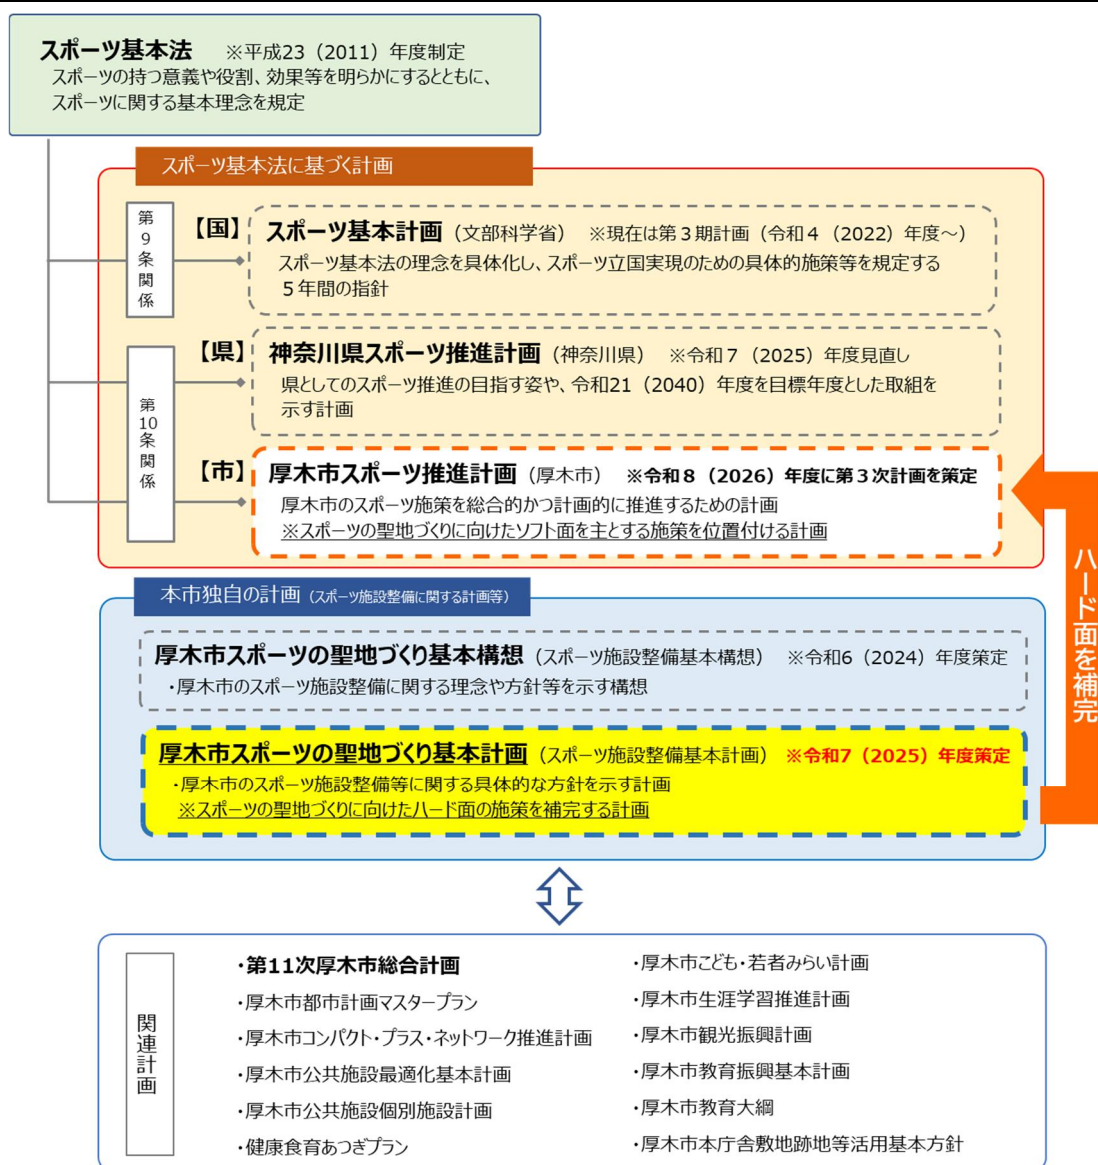 スポーツ基本法 ※平成23（2011）年度制定
スポーツの持つ意義や役割、効果等を明らかにするとともに、
スポーツに関する基本理念を規定
スポーツ基本法に基づく計画
第９条関係
【国】 スポーツ基本計画（文部科学省） ※現在は第３期計画（令和４（2022）年度～）
スポーツ基本法の理念を具体化し、スポーツ立国実現のための具体的施策等を規定する
５年間の指針
第10条関係
【県】 神奈川県スポーツ推進計画（神奈川県） ※令和７（2025）年度見直し
県としてのスポーツ推進の目指す姿や、令和21（2040）年度を目標年度とした取組を
示す計画
【市】 厚木市スポーツ推進計画（厚木市） ※令和８（2026）年度に第３次計画を策定
厚木市のスポーツ施策を総合的かつ計画的に推進するための計画
※スポーツの聖地づくりに向けたソフト面を主とする施策を位置付ける計画
ハード面を補完
本市独自の計画（スポーツ施設整備に関する計画等）
厚木市スポーツの聖地づくり基本構想（スポーツ施設整備基本構想） ※令和6（2024）年度策定
・厚木市のスポーツ施設整備に関する理念や方針等を示す構想
厚木市スポーツの聖地づくり基本計画（スポーツ施設整備基本計画） ※令和7（2025）年度策定
・厚木市のスポーツ施設整備等に関する具体的な方針を示す計画
※スポーツの聖地づくりに向けたハード面の施策を補完する計画
関連計画
・第11次厚木市総合計画
・厚木市都市計画マスタープラン
・厚木市コンパクト・プラス・ネットワーク推進計画
・厚木市公共施設最適化基本計画
・厚木市公共施設個別施設計画
・健康食育あつぎプラン
・厚木市こども・若者みらい計画
・厚木市生涯学習推進計画
・厚木市観光振興計画
・厚木市教育振興基本計画
・厚木市教育大綱
・厚木市本庁舎敷地跡地等活用基本方針